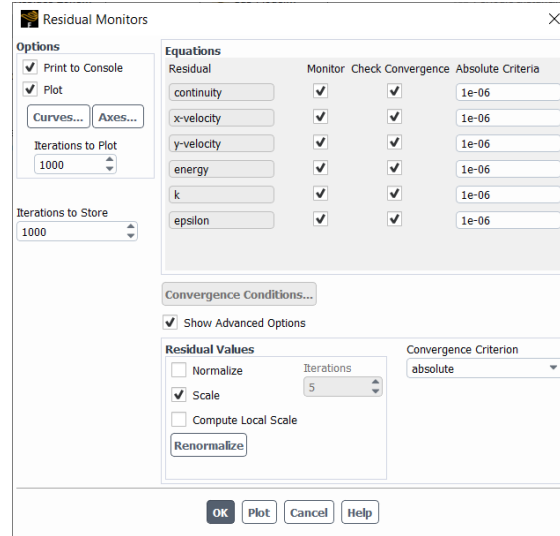 Residual Monitors
Options
Print to Console
Plot
Curves... Axes...
Iterations to Plot
1000
Iterations to Store
1000
Equations
Residual Monitor Check Convergence Absolute Criteria
continuity 1e-06
x-velocity 1e-06
y-velocity 1e-06
energy 1e-06
k 1e-06
epsilon 1e-06
Convergence Conditions...
Show Advanced Options
Residual Values
Normalize
Scale
Compute Local Scale
Renormalize
Iterations
5
Convergence Criterion
absolute
OK Plot Cancel Help